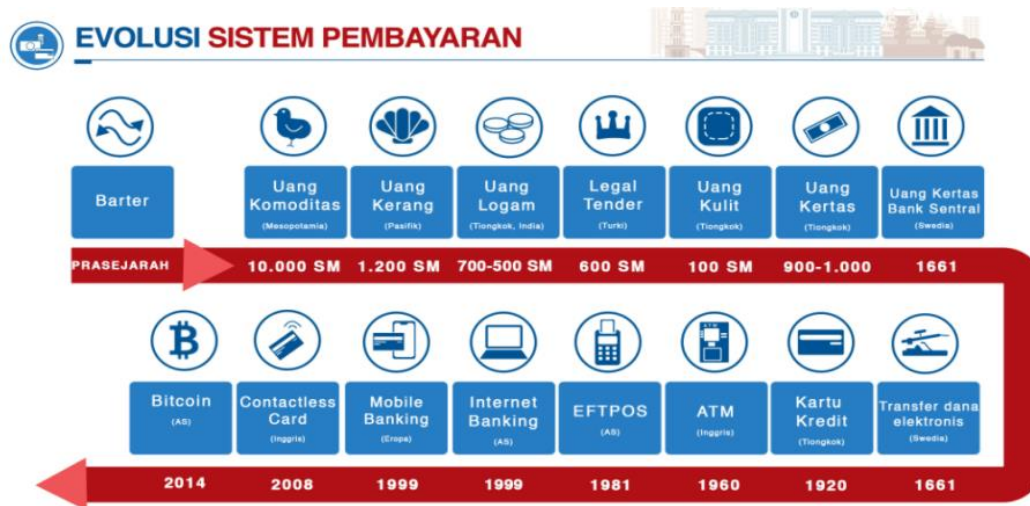 EVOLUSI SISTEM PEMBAYARAN
Barter
Uang
Komoditas
(Mesopotamia)
Uang
Kerang
(Pasifik)
Uang
Logam
(Tiongkok, India)
Legal
Tender
(Turki)
Uang
Kulit
(Tiongkok)
Uang
Kertas
(Tiongkok)
Uang Kertas
Bank Sentral
(Swedia)
PRASEJARAH
10.000 SM
1.200 SM
700-500 SM
600 SM
100 SM
900-1.000
1661
ATM
Bitcoin
(AS)
Contactless
Card
(Inggris)
Mobile
Banking
(Eropa)
Internet
Banking
(AS)
EFTPOS
(AS)
ATM
(Inggris)
Kartu
Kredit
(Tiongkok)
Transfer dana
elektronis
(Swedia)
2014
2008
1999
1999
1981
1960
1920
1661